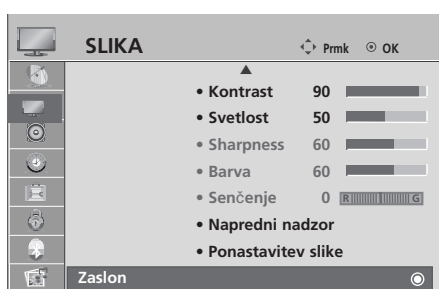 SLIKA Prmk OK
• Kontrast 90
• Svetlost 50
• Sharpness 60
• Barva 60
• Senčenje 0 R G
• Napredni nadzor
• Ponastavitev slike
Zaslon